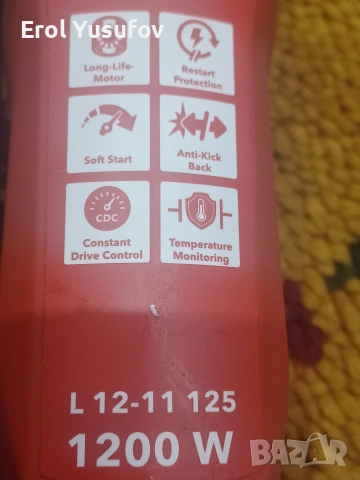 Erol Yusufov
Long-Life-
Motor
Restart
Protection
Soft Start
Anti-Kick
Back
CDC
Constant
Drive Control
Temperature
Monitoring
L 12-11 125
1200 W
BAZAR